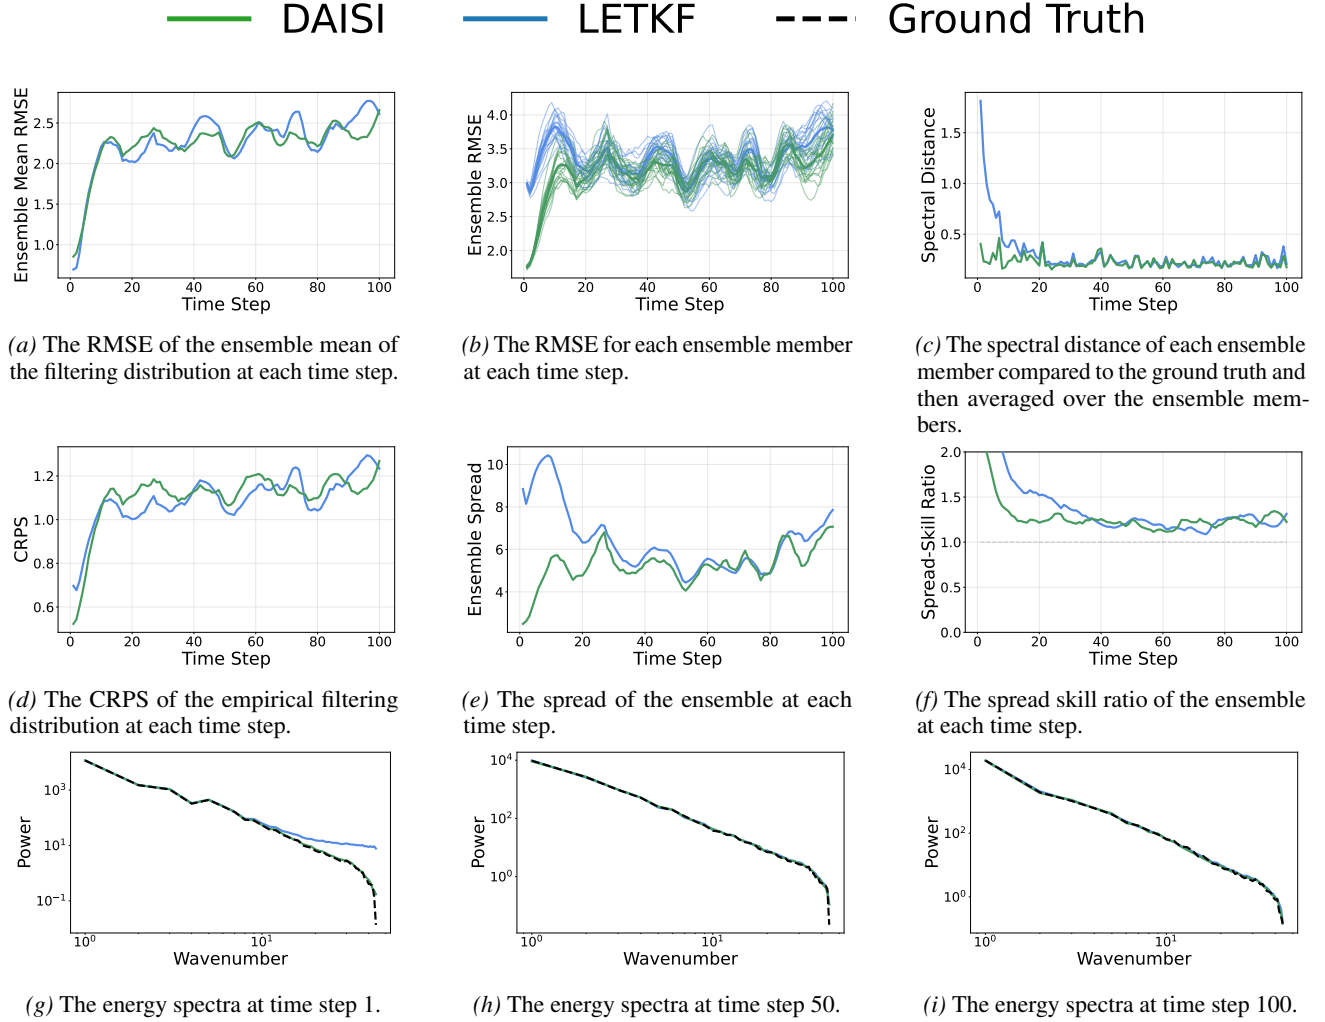 DAISI LETKF Ground Truth
Ensemble Mean RMSE
2.5
2.0
1.5
1.0
0 20 40 60 80 100
Time Step
Ensemble RMSE
4.0
3.5
3.0
2.5
2.0
0 20 40 60 80 100
Time Step
Spectral Distance
1.5
1.0
0.5
0 20 40 60 80 100
Time Step
(a) The RMSE of the ensemble mean of
the filtering distribution at each time step.
(b) The RMSE for each ensemble member
at each time step.
(c) The spectral distance of each ensemble
member compared to the ground truth and
then averaged over the ensemble mem-
bers.
CRPS
1.2
1.0
0.8
0.6
0 20 40 60 80 100
Time Step
Ensemble Spread
10
8
6
4
0 20 40 60 80 100
Time Step
Spread-Skill Ratio
2.0
1.5
1.0
0.5
0.0
0 20 40 60 80 100
Time Step
(d) The CRPS of the empirical filtering
distribution at each time step.
(e) The spread of the ensemble at each
time step.
(f) The spread skill ratio of the ensemble
at each time step.
Power
10³
10¹
10⁻¹
10⁰ 10¹
Wavenumber
Power
10⁴
10²
10⁰
10⁰ 10¹
Wavenumber
Power
10⁴
10²
10⁰
10⁰ 10¹
Wavenumber
(g) The energy spectra at time step 1.
(h) The energy spectra at time step 50.
(i) The energy spectra at time step 100.